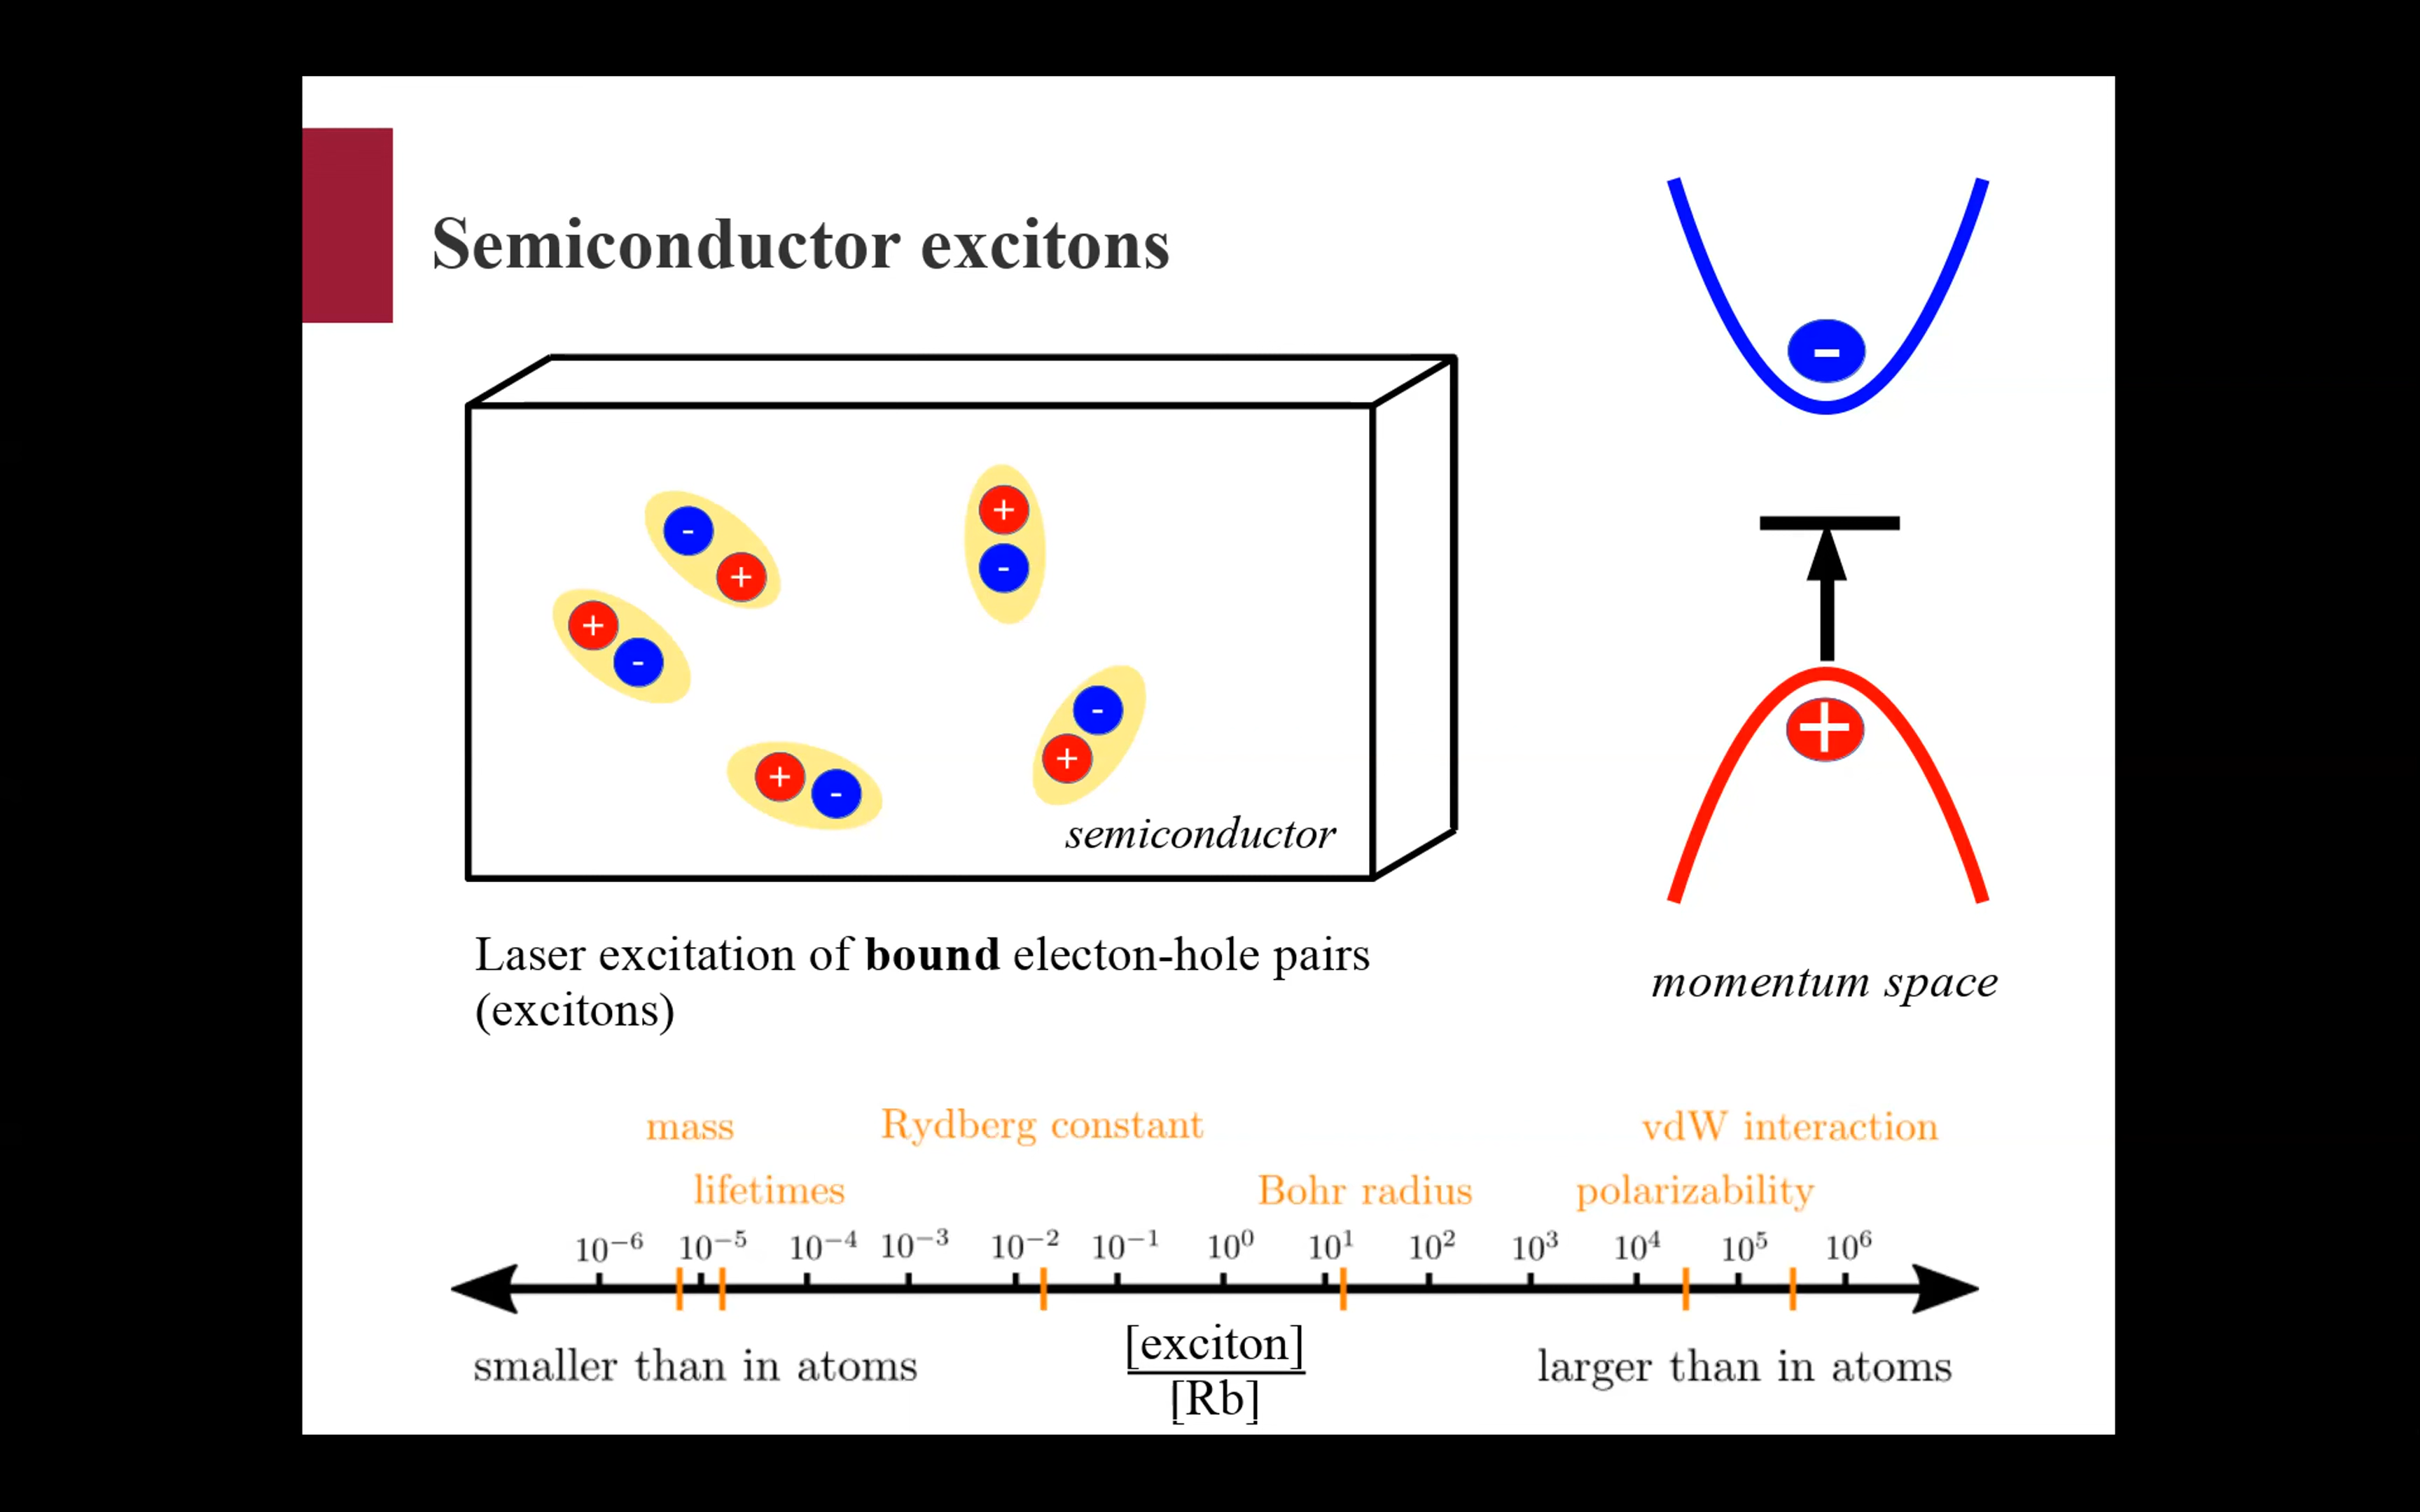 Semiconductor excitons
-
- +
+ -
+ -
+ -
- +
semiconductor
-
+
momentum space
Laser excitation of bound electon-hole pairs
(excitons)
mass Rydberg constant vdW interaction
lifetimes Bohr radius polarizability
10⁻⁶ 10⁻⁵ 10⁻⁴ 10⁻³ 10⁻² 10⁻¹ 10⁰ 10¹ 10² 10³ 10⁴ 10⁵ 10⁶
smaller than in atoms
[exciton]
[Rb]
larger than in atoms